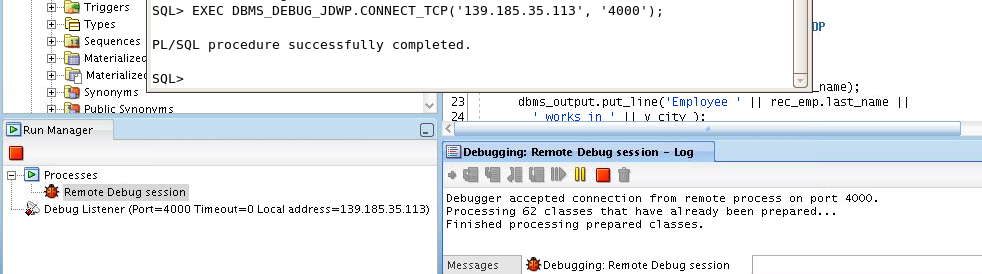 Triggers
Types
Sequences
Materialized
Materialized
Synonyms
Public Synonyms
SQL> EXEC DBMS_DEBUG_JDWP.CONNECT_TCP('139.185.35.113', '4000');
PL/SQL procedure successfully completed.
SQL>
OP
_name);
23 dbms_output.put_line('Employee ' || rec_emp.last_name ||
24 ' works in ' || v_city );
Run Manager
Processes
Remote Debug session
Debug Listener (Port=4000 Timeout=0 Local address=139.185.35.113)
Debugging: Remote Debug session – Log
Debugger accepted connection from remote process on port 4000.
Processing 62 classes that have already been prepared...
Finished processing prepared classes.
Messages
Debugging: Remote Debug session